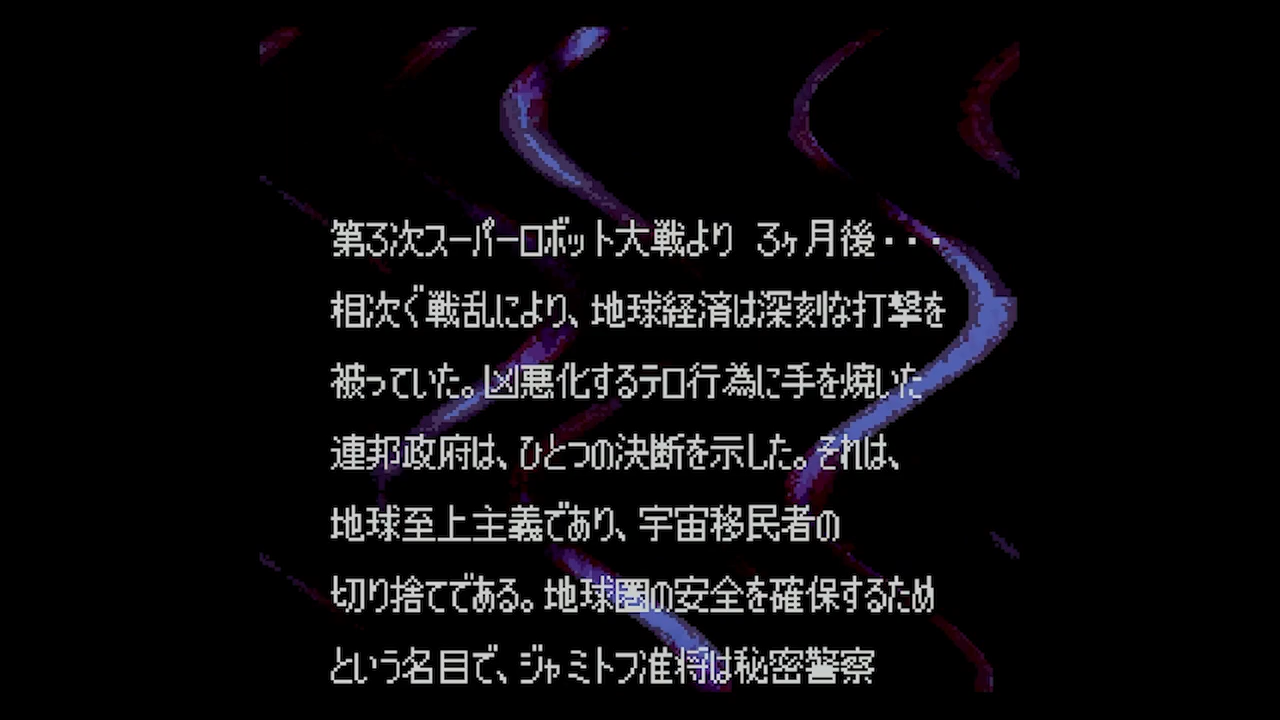 第3次スーパーロボット大戦より 3ヶ月後・・・
相次ぐ戦乱により、地球経済は深刻な打撃を
被っていた。凶悪化するテロ行為に手を焼いた
連邦政府は、ひとつの決断を示した。それは、
地球至上主義であり、宇宙移民者の
切り捨てである。地球圏の安全を確保するため
という名目で、ジャミトフ准将は秘密警察